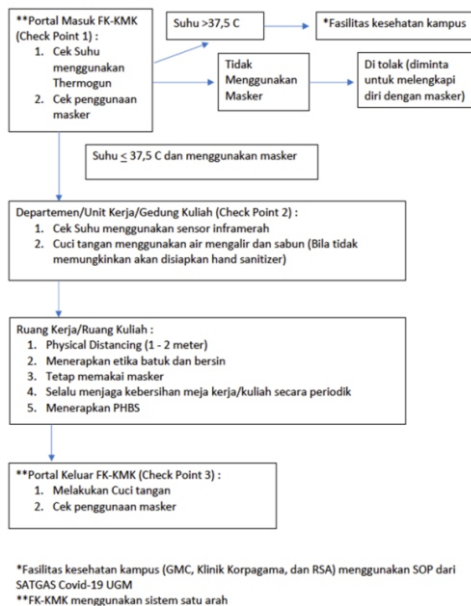 **Portal Masuk FK-KMK
(Check Point 1) :
1. Cek Suhu
menggunakan
Thermogun
2. Cek penggunaan
masker
Suhu >37,5 C
*Fasilitas kesehatan kampus
Tidak
Menggunakan
Masker
Di tolak (diminta
untuk melengkapi
diri dengan masker)
Suhu ≤ 37,5 C dan menggunakan masker
Departemen/Unit Kerja/Gedung Kuliah (Check Point 2) :
1. Cek Suhu menggunakan sensor inframerah
2. Cuci tangan menggunakan air mengalir dan sabun (Bila tidak
memungkinkan akan disiapkan hand sanitizer)
Ruang Kerja/Ruang Kuliah :
1. Physical Distancing (1 - 2 meter)
2. Menerapkan etika batuk dan bersin
3. Tetap memakai masker
4. Selalu menjaga kebersihan meja kerja/kuliah secara periodik
5. Menerapkan PHBS
**Portal Keluar FK-KMK (Check Point 3) :
1. Melakukan Cuci tangan
2. Cek penggunaan masker
*Fasilitas kesehatan kampus (GMC, Klinik Korpagama, dan RSA) menggunakan SOP dari
SATGAS Covid-19 UGM
**FK-KMK menggunakan sistem satu arah